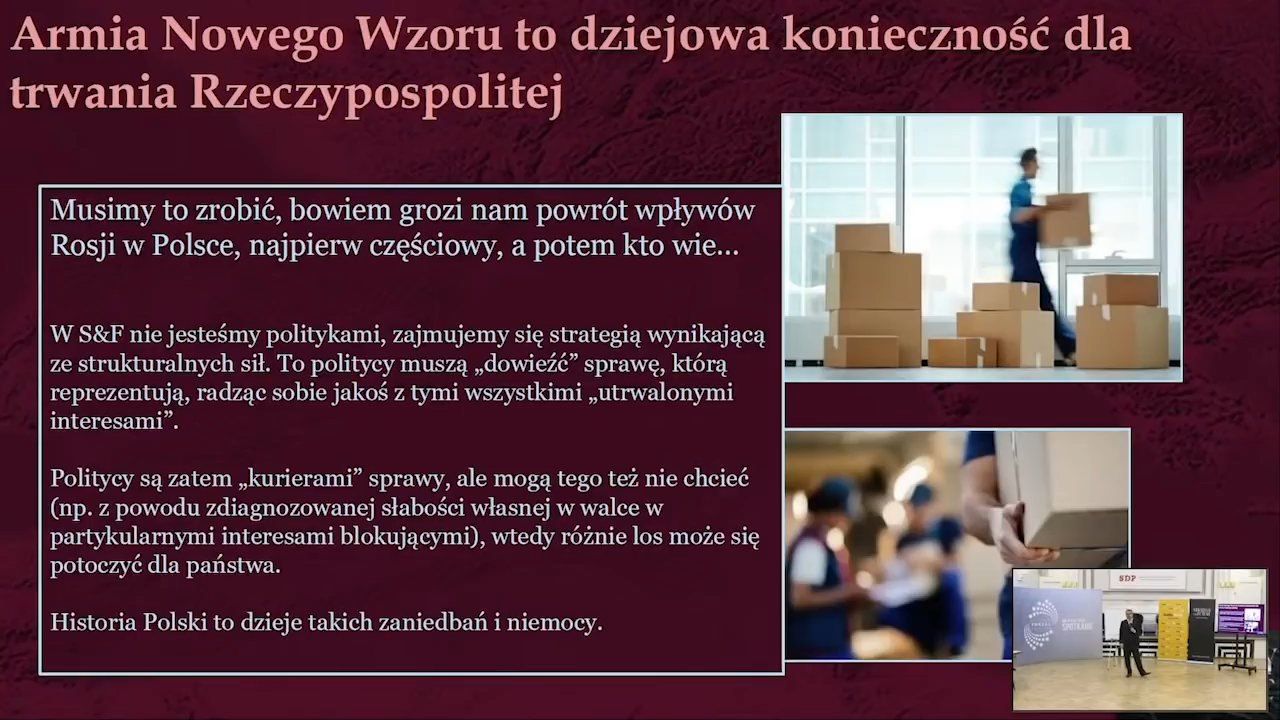 Armia Nowego Wzoru to dziejowa konieczność dla
trwania Rzeczypospolitej
Musimy to zrobić, bowiem grozi nam powrót wpływów
Rosji w Polsce, najpierw częściowy, a potem kto wie...
W S&F nie jesteśmy politykami, zajmujemy się strategią wynikającą
ze strukturalnych sił. To politycy muszą „dowieźć” sprawę, którą
reprezentują, radząc sobie jakoś z tymi wszystkimi „utrwalonymi
interesami”.
Politycy są zatem „kurierami” sprawy, ale mogą tego też nie chcieć
(np. z powodu zdiagnozowanej słabości własnej w walce w
partykularnymi interesami blokującymi), wtedy różnie los może się
potoczyć dla państwa.
Historia Polski to dzieje takich zaniedbań i niemocy.
SDP